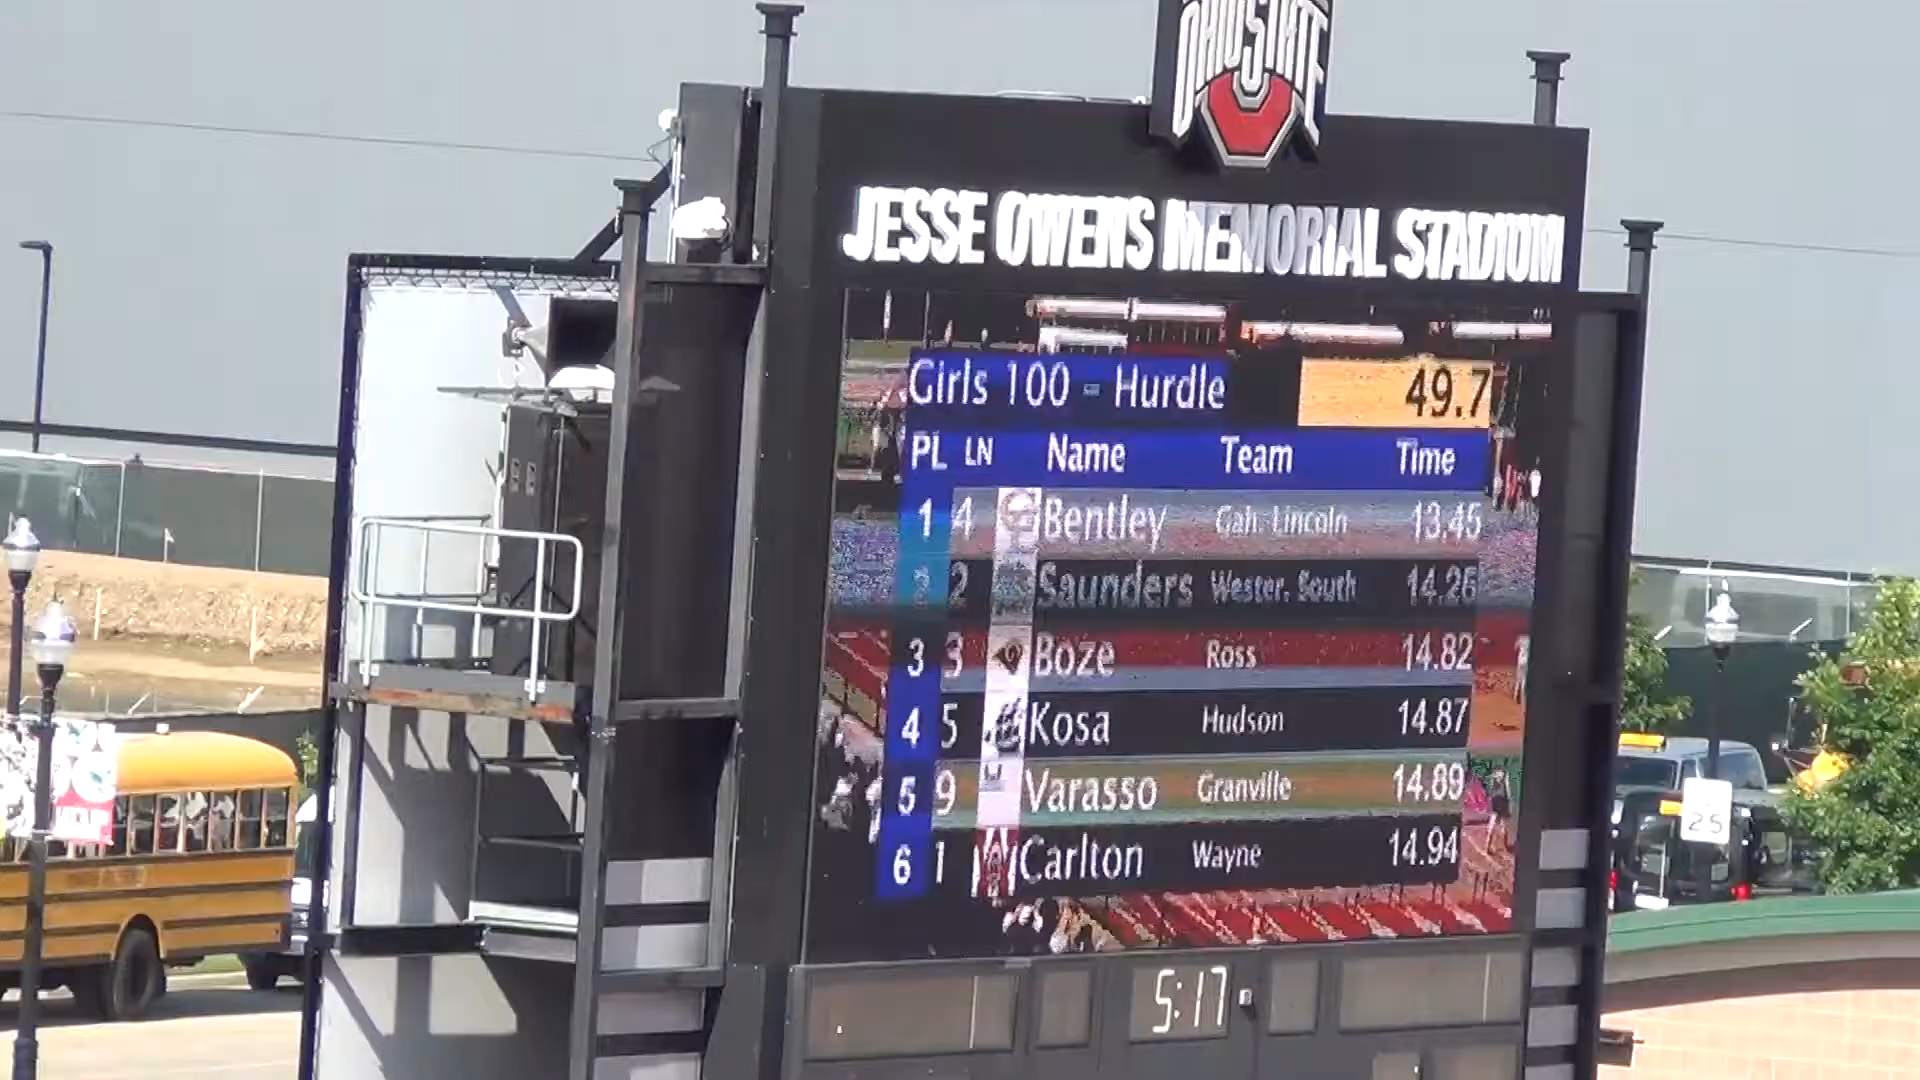 OHIO STATE
JESSE OWENS MEMORIAL STADIUM
Girls 100 - Hurdle 49.7
PL LN Name Team Time
1 4 Bentley Gah. Lincoln 13.45
2 2 Saunders Wester. South 14.26
3 3 Boze Ross 14.82
4 5 Kosa Hudson 14.87
5 9 Varasso Granville 14.89
6 1 Carlton Wayne 14.94
5:17
25